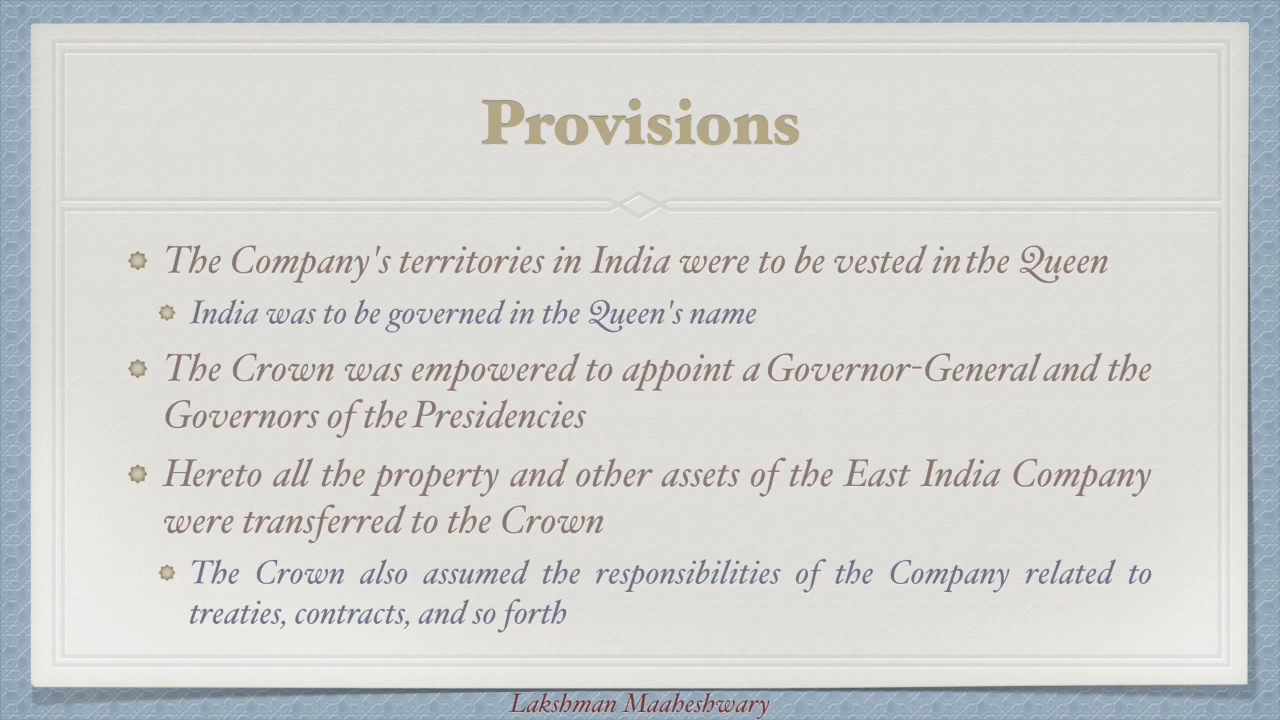 Provisions
The Company's territories in India were to be vested in the Queen
India was to be governed in the Queen's name
The Crown was empowered to appoint a Governor-General and the
Governors of the Presidencies
Hereto all the property and other assets of the East India Company
were transferred to the Crown
The Crown also assumed the responsibilities of the Company related to
treaties, contracts, and so forth
Lakshman Maaheshwary